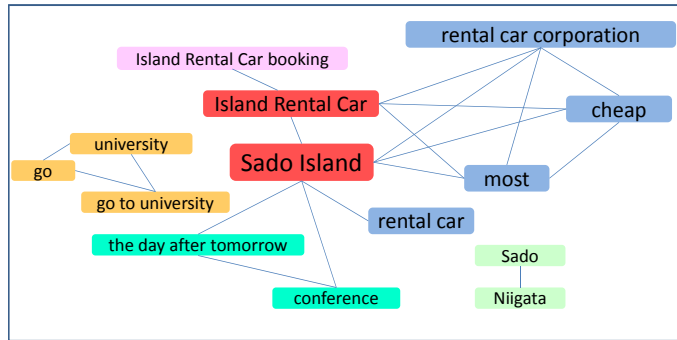 rental car corporation
Island Rental Car booking
Island Rental Car
cheap
university
Sado Island
go
most
go to university
rental car
the day after tomorrow
Sado
conference
Niigata